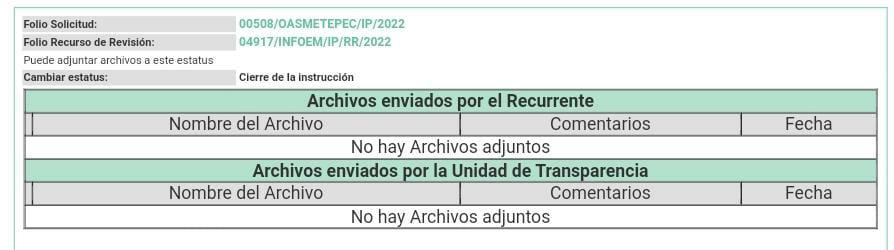 Folio Solicitud: 00508/OASMETEPEC/IP/2022
Folio Recurso de Revisión: 04917/INFOEM/IP/RR/2022
Puede adjuntar archivos a este estatus
Cambiar estatus: Cierre de la instrucción
Archivos enviados por el Recurrente
Nombre del Archivo Comentarios Fecha
No hay Archivos adjuntos
Archivos enviados por la Unidad de Transparencia
Nombre del Archivo Comentarios Fecha
No hay Archivos adjuntos